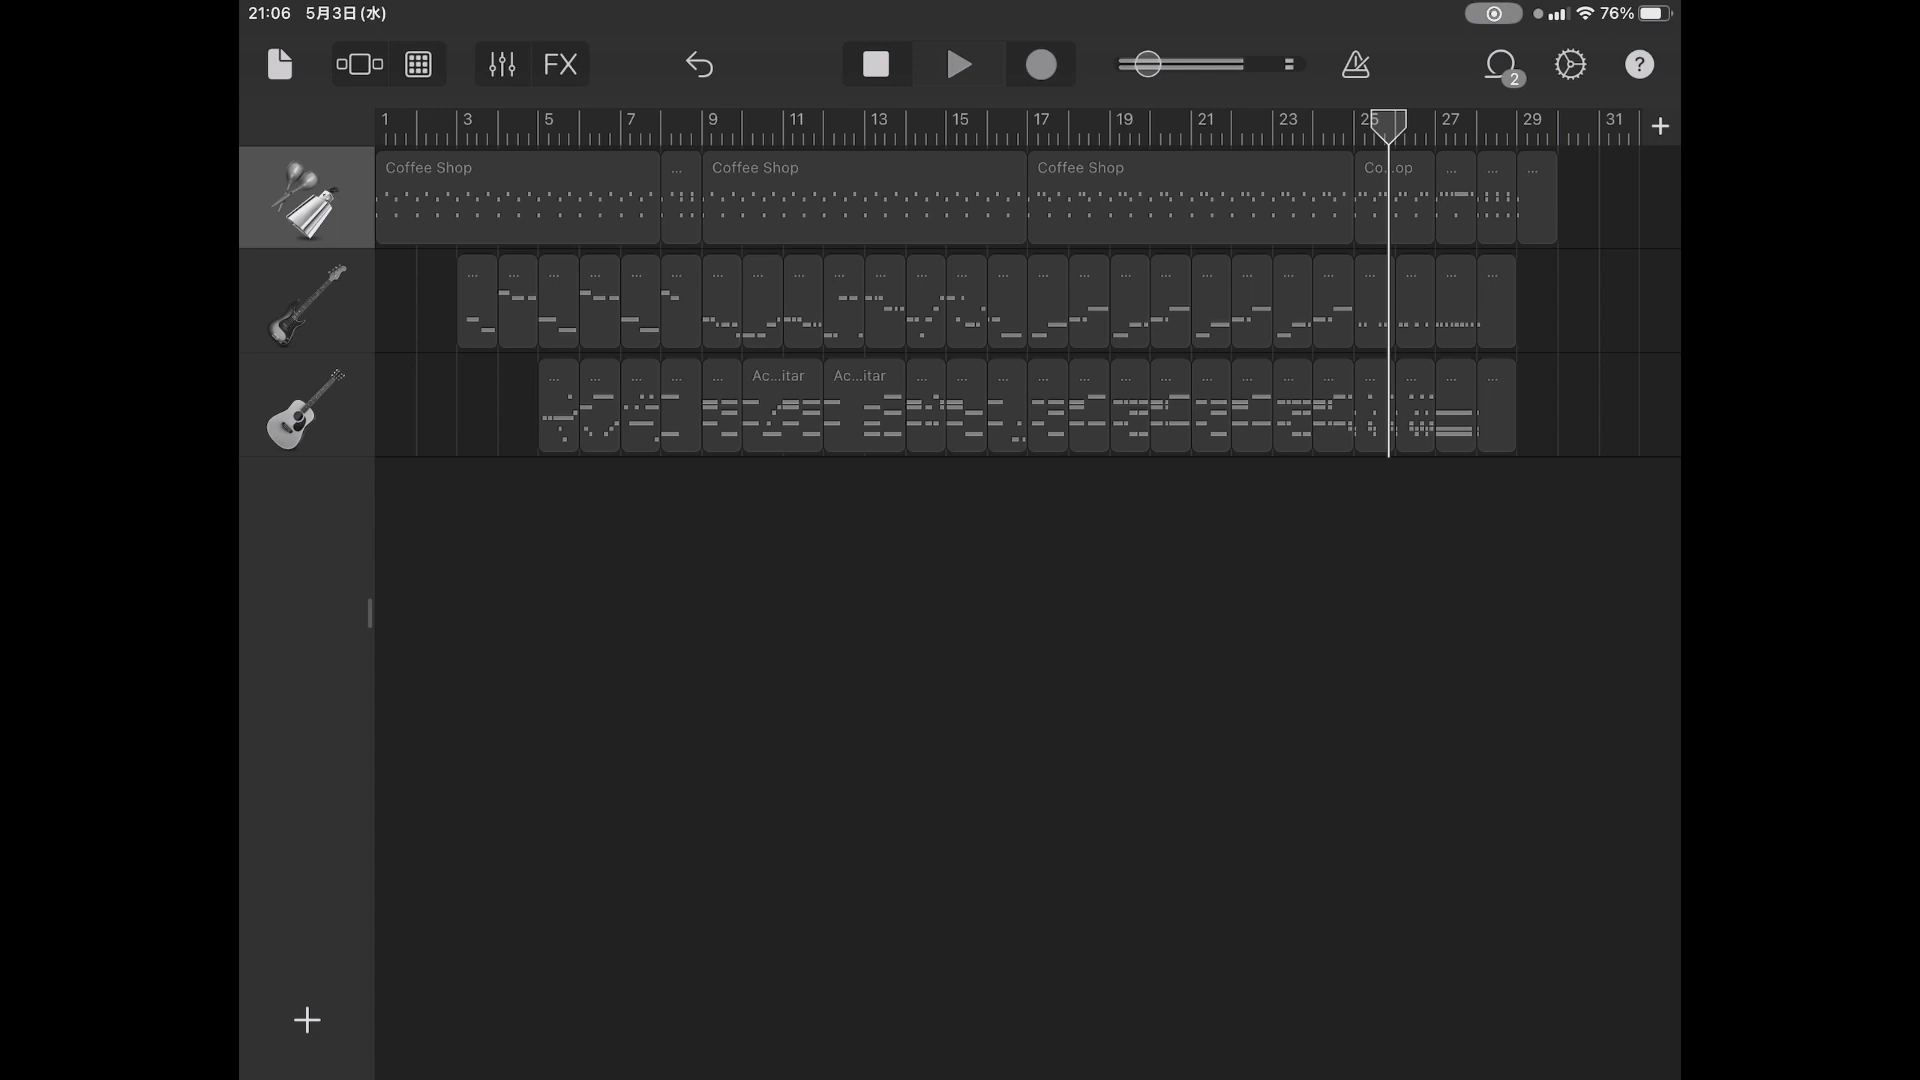 21:06 5月3日(水) 76%
FX 2 ?
1 3 5 7 9 11 13 15 17 19 21 23 25 27 29 31 +
Coffee Shop ... Coffee Shop Coffee Shop Co...op ... ... ...
... ... ... ... ... ... ... ... ... ... ... ... ... ... ... ... ... ... ... ... ... ... ... ... ... ...
... ... ... ... ... Ac...itar Ac...itar ... ... ... ... ... ... ... ... ... ... ... ... ... ... ...
+